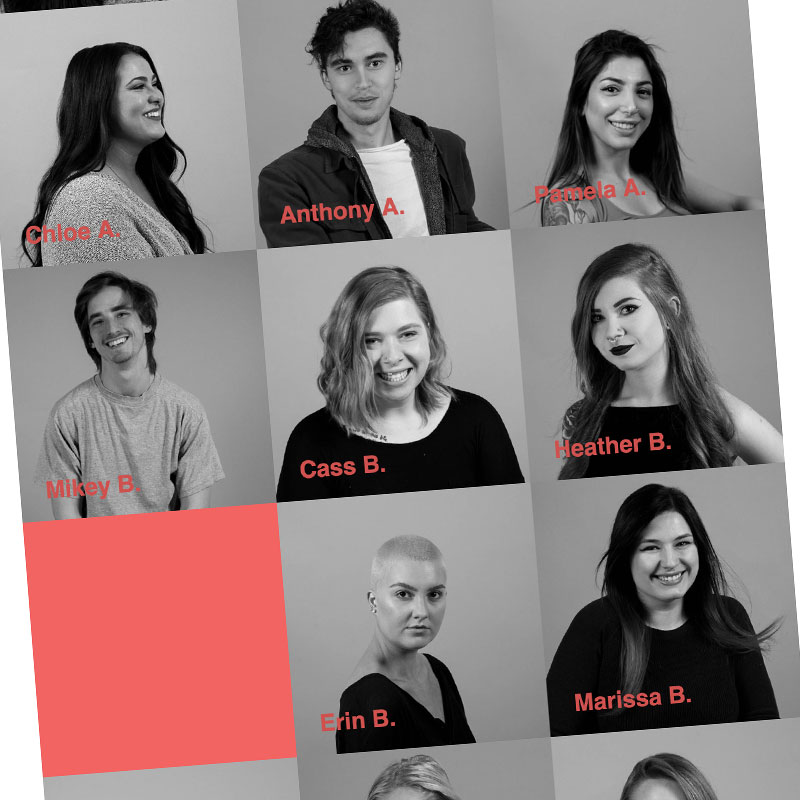 Chloe A.
Anthony A.
Pamela A.
Mikey B.
Cass B.
Heather B.
Erin B.
Marissa B.